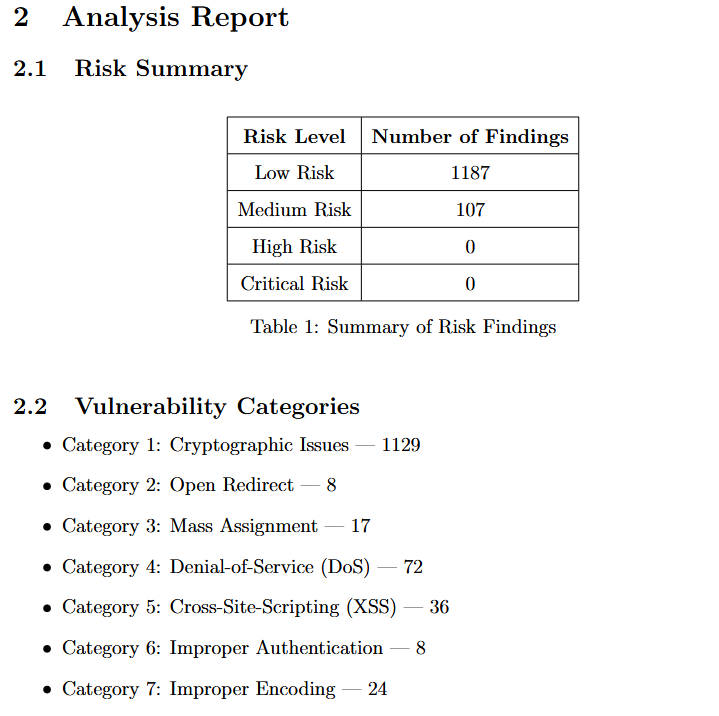 2 Analysis Report
2.1 Risk Summary
Risk Level Number of Findings
Low Risk 1187
Medium Risk 107
High Risk 0
Critical Risk 0
Table 1: Summary of Risk Findings
2.2 Vulnerability Categories
• Category 1: Cryptographic Issues — 1129
• Category 2: Open Redirect — 8
• Category 3: Mass Assignment — 17
• Category 4: Denial-of-Service (DoS) — 72
• Category 5: Cross-Site-Scripting (XSS) — 36
• Category 6: Improper Authentication — 8
• Category 7: Improper Encoding — 24